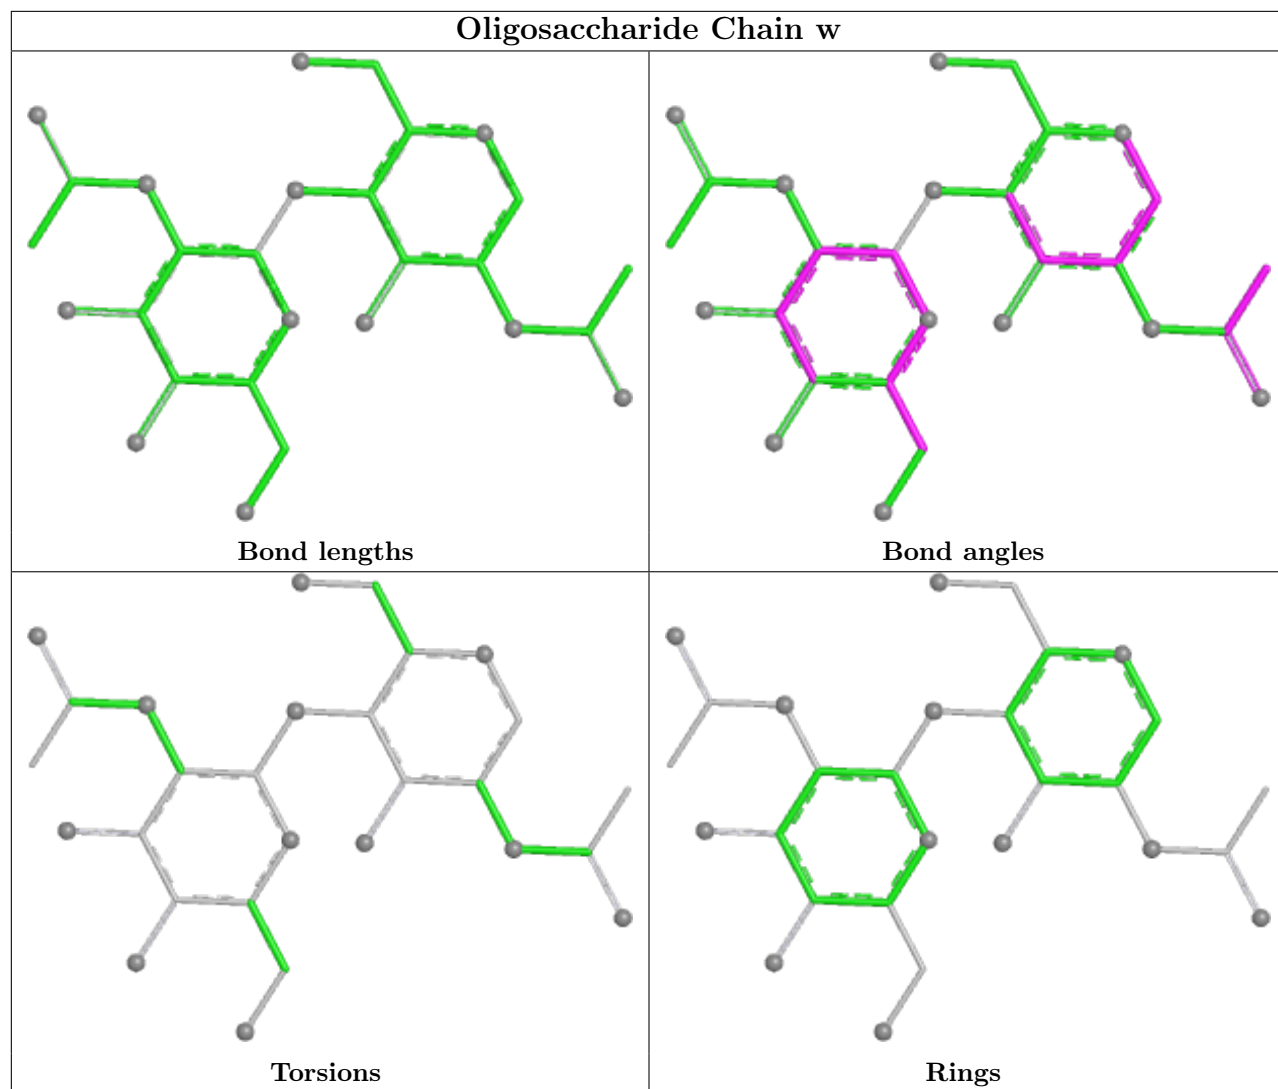 Oligosaccharide Chain w
Bond lengths
Bond angles
Torsions
Rings